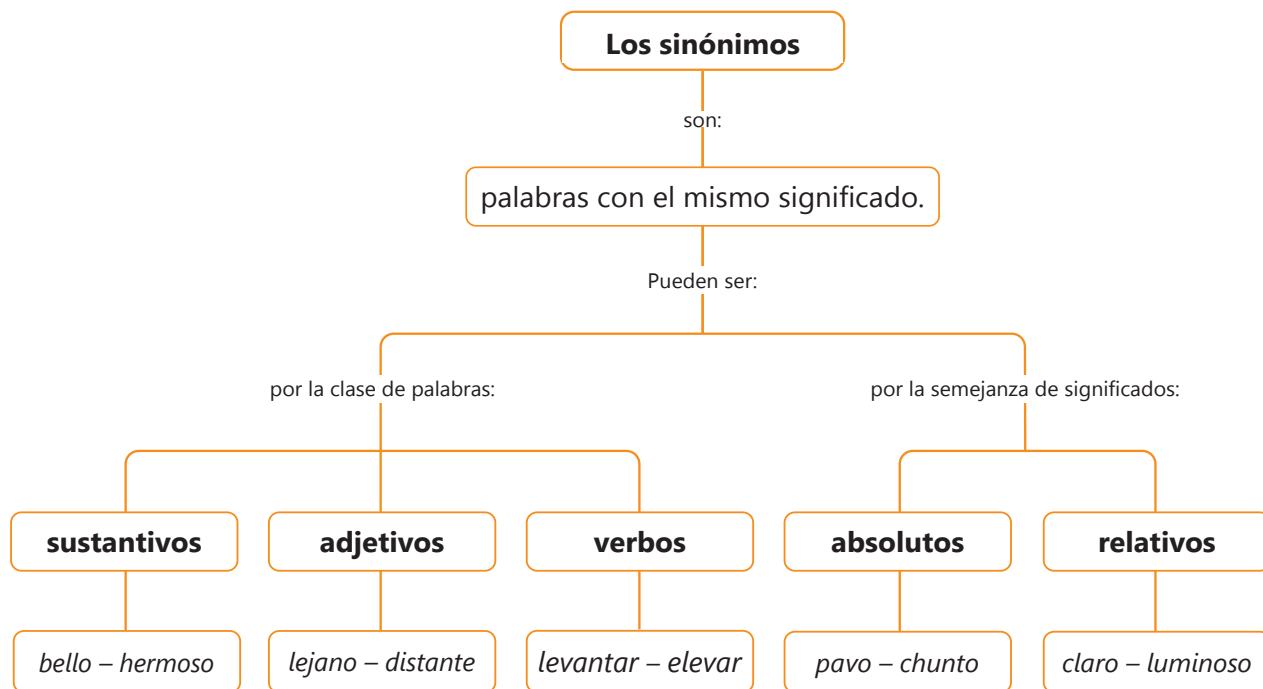 Los sinónimos
son:
palabras con el mismo significado.
Pueden ser:
por la clase de palabras:
por la semejanza de significados:
sustantivos
adjetivos
verbos
absolutos
relativos
bello – hermoso
lejano – distante
levantar – elevar
pavo – chunto
claro – luminoso